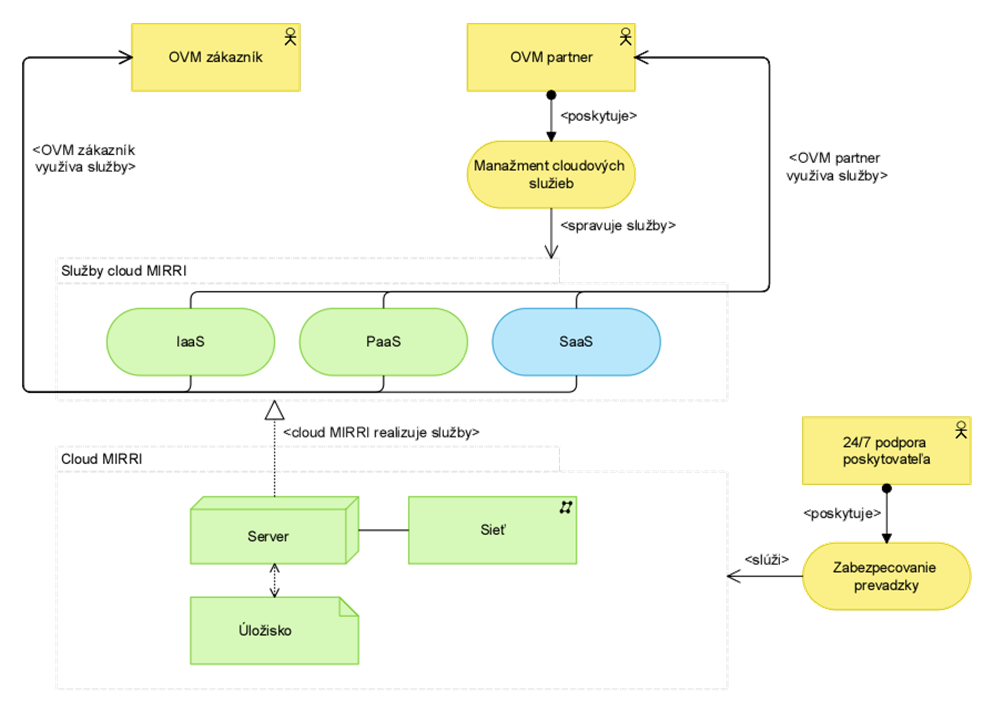 OVM zákazník
OVM partner
<poskytuje>
<OVM zákazník
využíva služby>
Manažment cloudových
služieb
<OVM partner
využíva služby>
<spravuje služby>
Služby cloud MIRRI
IaaS
PaaS
SaaS
<cloud MIRRI realizuje služby>
Cloud MIRRI
24/7 podpora
poskytovateľa
<poskytuje>
Server
Sieť
<slúži>
Zabezpecovanie
prevadzky
Úložisko